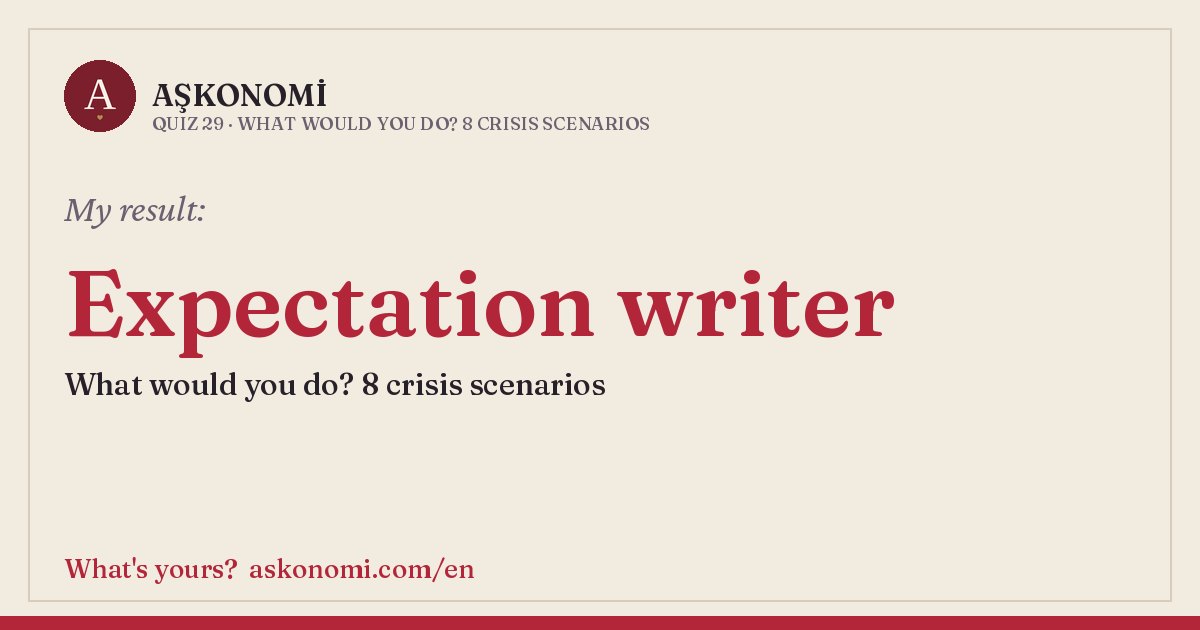 A
AŞKONOMİ
QUIZ 29 · WHAT WOULD YOU DO? 8 CRISIS SCENARIOS
My result:
Expectation writer
What would you do? 8 crisis scenarios
What's yours? askonomi.com/en